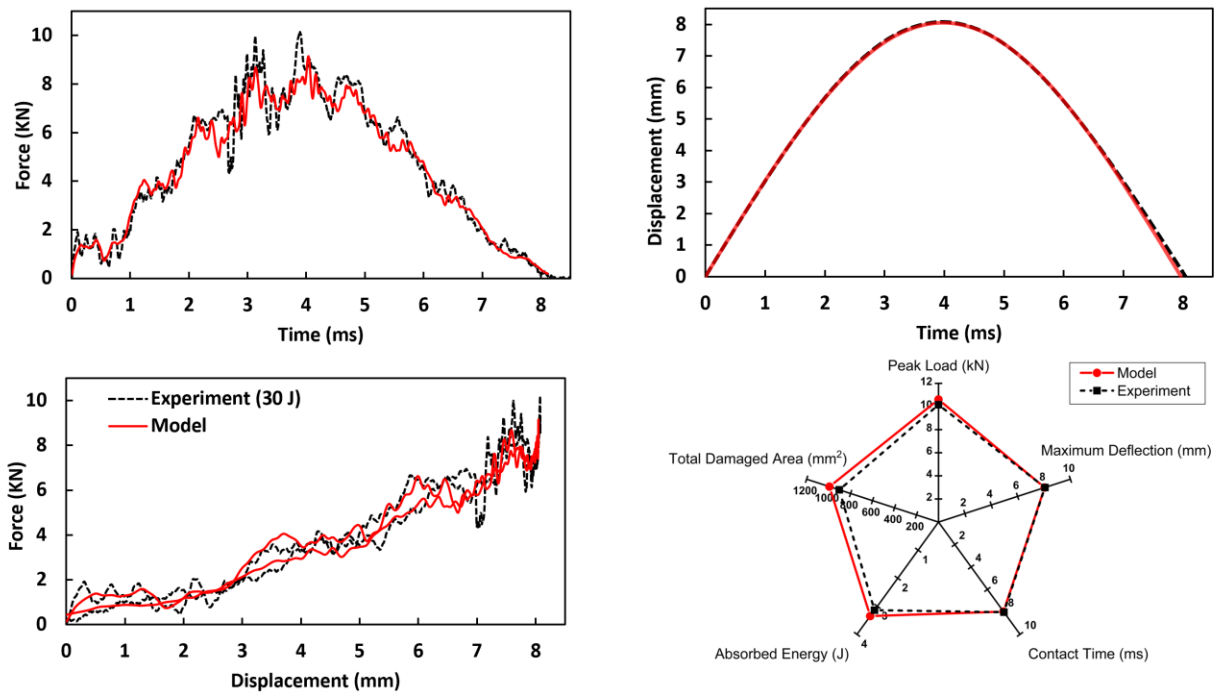 10
8
6
4
2
0
Force (KN)
0 1 2 3 4 5 6 7 8
Time (ms)
8
7
6
5
4
3
2
1
0
Displacement (mm)
0 1 2 3 4 5 6 7 8
Time (ms)
10
8
6
4
2
0
Force (KN)
Experiment (30 J)
Model
0 1 2 3 4 5 6 7 8
Displacement (mm)
Peak Load (kN)
Model
Experiment
12
10
8
6
4
2
Maximum Deflection (mm)
2 4 6 8 10
Total Damaged Area (mm²)
1200 1000 800 600 400 200
1
2
3
4
Absorbed Energy (J)
2
4
6
8
10
Contact Time (ms)